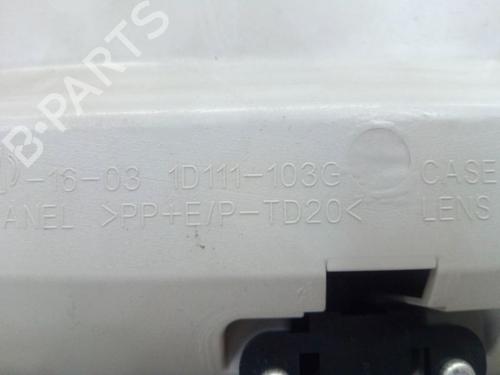 B-PARTS
-16-03 1D111-103G CASE
ANEL >PP+E/P-TD20< LENS